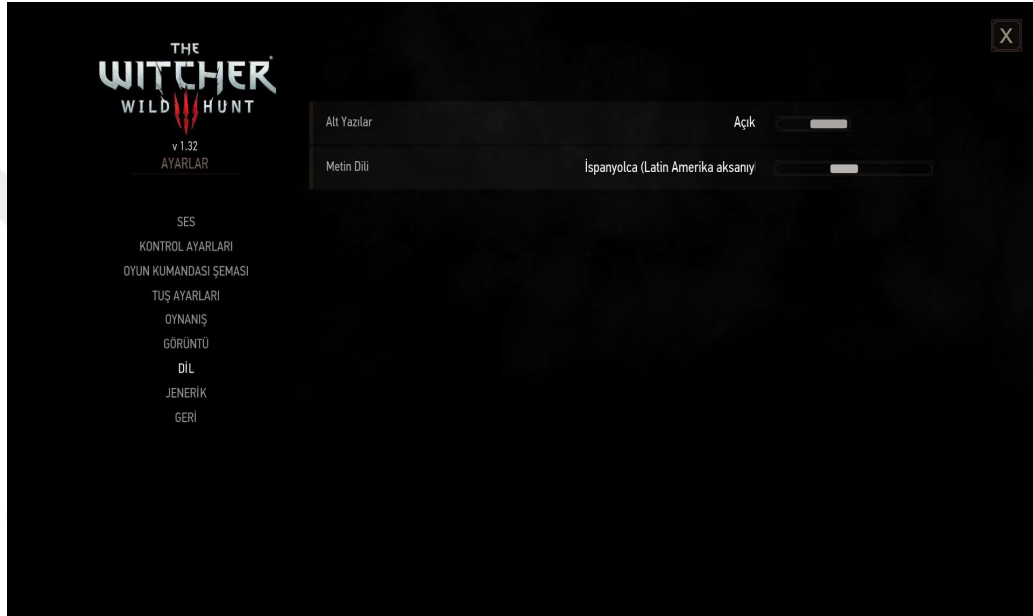 THE
WITCHER
WILD HUNT
v 1.32
AYARLAR
SES
KONTROL AYARLARI
OYUN KUMANDASI ŞEMASI
TUŞ AYARLARI
OYNANIŞ
GÖRÜNTÜ
DİL
JENERİK
GERİ
X
Alt Yazılar Açık
Metin Dili İspanyolca (Latin Amerika aksanıy